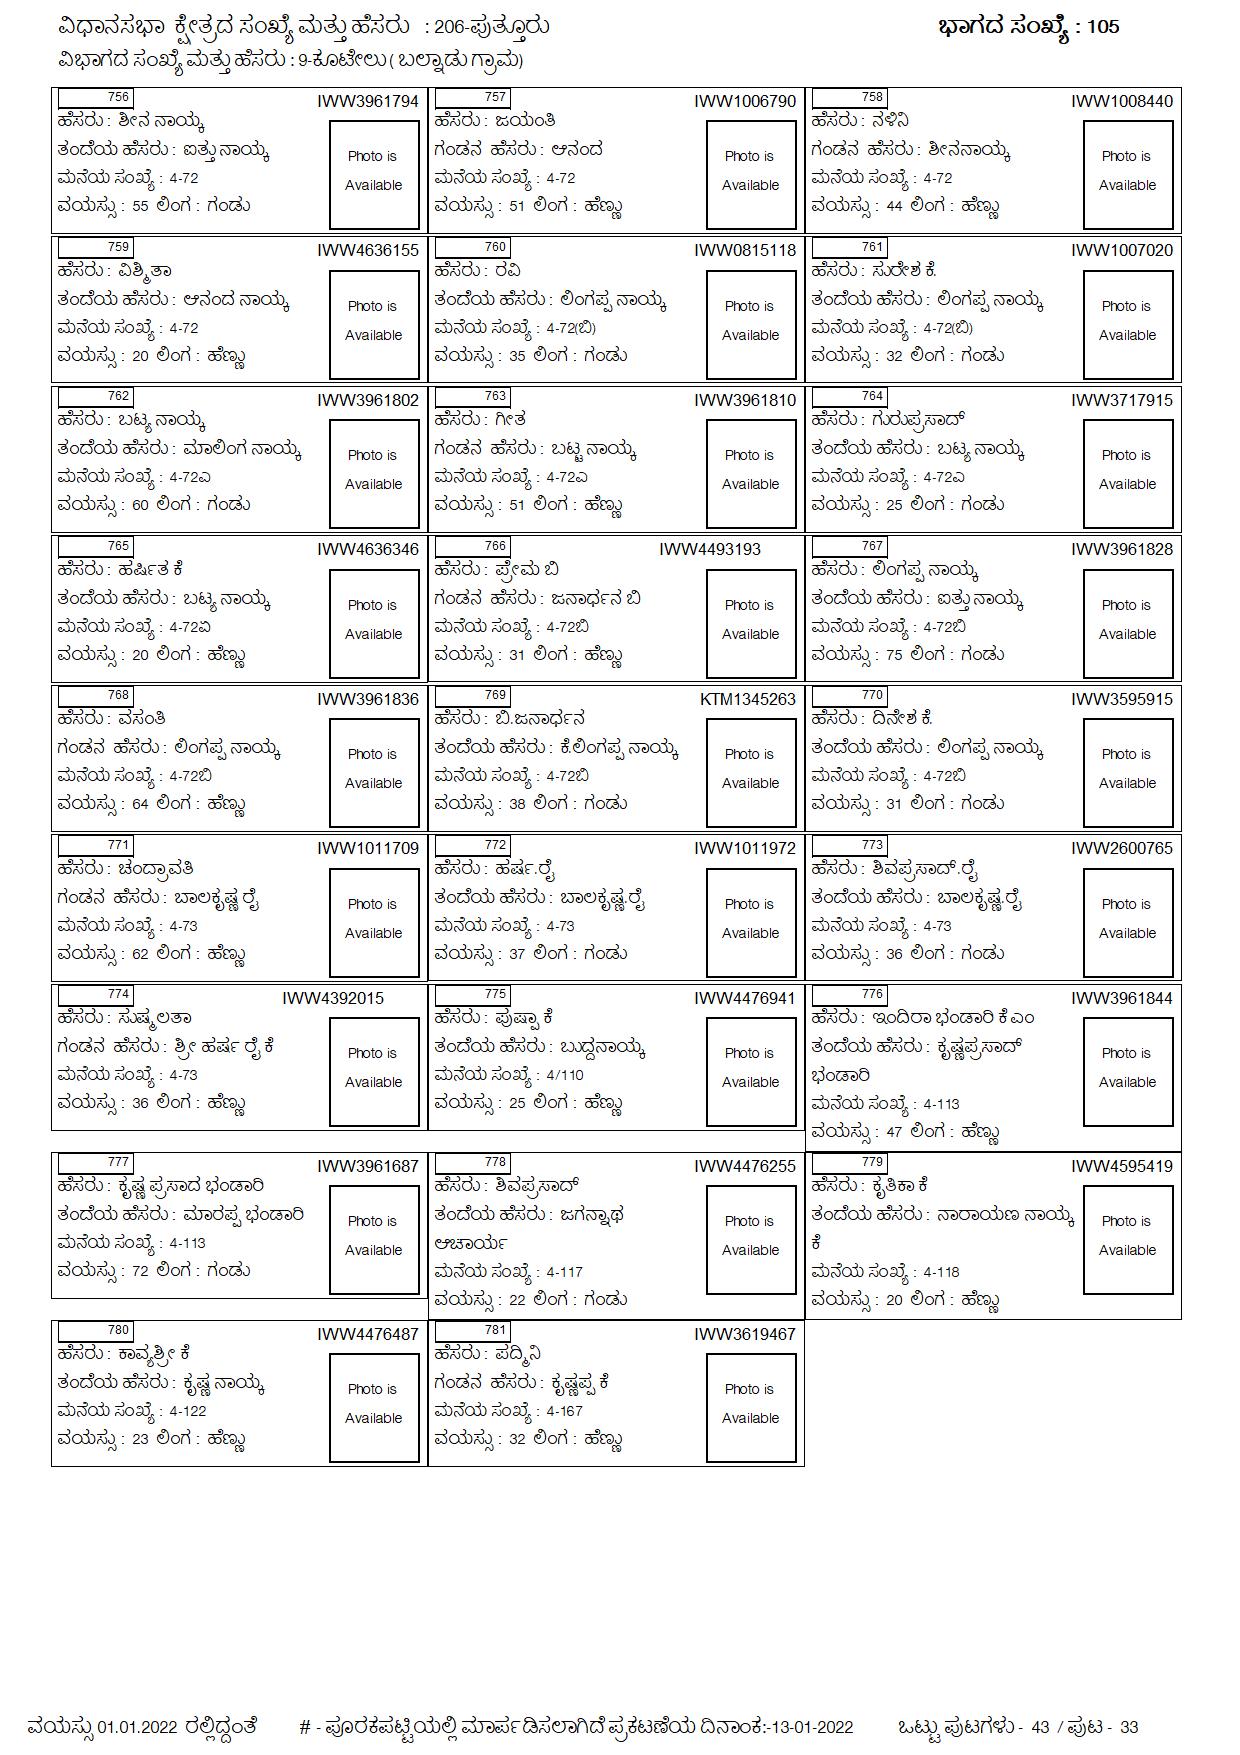 ವಿಧಾನಸಭಾ ಕ್ಷೇತ್ರದ ಸಂಖ್ಯೆ ಮತ್ತು ಹೆಸರು : 206-ಪುತ್ತೂರು ಭಾಗದ ಸಂಖ್ಯೆ : 105
ವಿಭಾಗದ ಸಂಖ್ಯೆ ಮತ್ತು ಹೆಸರು : 9-ಕೂಟೇಲು ( ಬಲ್ನಾಡು ಗ್ರಾಮ)
756 IWW3961794
ಹೆಸರು : ಶೀನ ನಾಯ್ಕ
ತಂದೆಯ ಹೆಸರು : ಐತ್ತು ನಾಯ್ಕ
ಮನೆಯ ಸಂಖ್ಯೆ : 4-72
ವಯಸ್ಸು : 55 ಲಿಂಗ : ಗಂಡು
Photo is
Available
757 IWW1006790
ಹೆಸರು : ಜಯಂತಿ
ಗಂಡನ ಹೆಸರು : ಆನಂದ
ಮನೆಯ ಸಂಖ್ಯೆ : 4-72
ವಯಸ್ಸು : 51 ಲಿಂಗ : ಹೆಣ್ಣು
Photo is
Available
758 IWW1008440
ಹೆಸರು : ನಳಿನಿ
ಗಂಡನ ಹೆಸರು : ಶೀನನಾಯ್ಕ
ಮನೆಯ ಸಂಖ್ಯೆ : 4-72
ವಯಸ್ಸು : 44 ಲಿಂಗ : ಹೆಣ್ಣು
Photo is
Available
759 IWW4636155
ಹೆಸರು : ವಿಶ್ಮಿತಾ
ತಂದೆಯ ಹೆಸರು : ಆನಂದ ನಾಯ್ಕ
ಮನೆಯ ಸಂಖ್ಯೆ : 4-72
ವಯಸ್ಸು : 20 ಲಿಂಗ : ಹೆಣ್ಣು
Photo is
Available
760 IWW0815118
ಹೆಸರು : ರವಿ
ತಂದೆಯ ಹೆಸರು : ಲಿಂಗಪ್ಪ ನಾಯ್ಕ
ಮನೆಯ ಸಂಖ್ಯೆ : 4-72(ಬಿ)
ವಯಸ್ಸು : 35 ಲಿಂಗ : ಗಂಡು
Photo is
Available
761 IWW1007020
ಹೆಸರು : ಸುರೇಶ ಕೆ.
ತಂದೆಯ ಹೆಸರು : ಲಿಂಗಪ್ಪ ನಾಯ್ಕ
ಮನೆಯ ಸಂಖ್ಯೆ : 4-72(ಬಿ)
ವಯಸ್ಸು : 32 ಲಿಂಗ : ಗಂಡು
Photo is
Available
762 IWW3961802
ಹೆಸರು : ಬಟ್ಯ ನಾಯ್ಕ
ತಂದೆಯ ಹೆಸರು : ಮಾಲಿಂಗ ನಾಯ್ಕ
ಮನೆಯ ಸಂಖ್ಯೆ : 4-72ಎ
ವಯಸ್ಸು : 60 ಲಿಂಗ : ಗಂಡು
Photo is
Available
763 IWW3961810
ಹೆಸರು : ಗೀತ
ಗಂಡನ ಹೆಸರು : ಬಟ್ಟ ನಾಯ್ಕ
ಮನೆಯ ಸಂಖ್ಯೆ : 4-72ಎ
ವಯಸ್ಸು : 51 ಲಿಂಗ : ಹೆಣ್ಣು
Photo is
Available
764 IWW3717915
ಹೆಸರು : ಗುರುಪ್ರಸಾದ್
ತಂದೆಯ ಹೆಸರು : ಬಟ್ಯ ನಾಯ್ಕ
ಮನೆಯ ಸಂಖ್ಯೆ : 4-72ಎ
ವಯಸ್ಸು : 25 ಲಿಂಗ : ಗಂಡು
Photo is
Available
765 IWW4636346
ಹೆಸರು : ಹರ್ಷಿತ ಕೆ
ತಂದೆಯ ಹೆಸರು : ಬಟ್ಯ ನಾಯ್ಕ
ಮನೆಯ ಸಂಖ್ಯೆ : 4-72ಏ
ವಯಸ್ಸು : 20 ಲಿಂಗ : ಹೆಣ್ಣು
Photo is
Available
766 IWW4493193
ಹೆಸರು : ಪ್ರೇಮ ಬಿ
ಗಂಡನ ಹೆಸರು : ಜನಾರ್ಧನ ಬಿ
ಮನೆಯ ಸಂಖ್ಯೆ : 4-72ಬಿ
ವಯಸ್ಸು : 31 ಲಿಂಗ : ಹೆಣ್ಣು
Photo is
Available
767 IWW3961828
ಹೆಸರು : ಲಿಂಗಪ್ಪ ನಾಯ್ಕ
ತಂದೆಯ ಹೆಸರು : ಐತ್ತು ನಾಯ್ಕ
ಮನೆಯ ಸಂಖ್ಯೆ : 4-72ಬಿ
ವಯಸ್ಸು : 75 ಲಿಂಗ : ಗಂಡು
Photo is
Available
768 IWW3961836
ಹೆಸರು : ವಸಂತಿ
ಗಂಡನ ಹೆಸರು : ಲಿಂಗಪ್ಪ ನಾಯ್ಕ
ಮನೆಯ ಸಂಖ್ಯೆ : 4-72ಬಿ
ವಯಸ್ಸು : 64 ಲಿಂಗ : ಹೆಣ್ಣು
Photo is
Available
769 KTM1345263
ಹೆಸರು : ಬಿ.ಜನಾರ್ಧನ
ತಂದೆಯ ಹೆಸರು : ಕೆ.ಲಿಂಗಪ್ಪ ನಾಯ್ಕ
ಮನೆಯ ಸಂಖ್ಯೆ : 4-72ಬಿ
ವಯಸ್ಸು : 38 ಲಿಂಗ : ಗಂಡು
Photo is
Available
770 IWW3595915
ಹೆಸರು : ದಿನೇಶ ಕೆ.
ತಂದೆಯ ಹೆಸರು : ಲಿಂಗಪ್ಪ ನಾಯ್ಕ
ಮನೆಯ ಸಂಖ್ಯೆ : 4-72ಬಿ
ವಯಸ್ಸು : 31 ಲಿಂಗ : ಗಂಡು
Photo is
Available
771 IWW1011709
ಹೆಸರು : ಚಂದ್ರಾವತಿ
ಗಂಡನ ಹೆಸರು : ಬಾಲಕೃಷ್ಣ ರೈ
ಮನೆಯ ಸಂಖ್ಯೆ : 4-73
ವಯಸ್ಸು : 62 ಲಿಂಗ : ಹೆಣ್ಣು
Photo is
Available
772 IWW1011972
ಹೆಸರು : ಹರ್ಷ.ರೈ
ತಂದೆಯ ಹೆಸರು : ಬಾಲಕೃಷ್ಣ.ರೈ
ಮನೆಯ ಸಂಖ್ಯೆ : 4-73
ವಯಸ್ಸು : 37 ಲಿಂಗ : ಗಂಡು
Photo is
Available
773 IWW2600765
ಹೆಸರು : ಶಿವಪ್ರಸಾದ್.ರೈ
ತಂದೆಯ ಹೆಸರು : ಬಾಲಕೃಷ್ಣ.ರೈ
ಮನೆಯ ಸಂಖ್ಯೆ : 4-73
ವಯಸ್ಸು : 36 ಲಿಂಗ : ಗಂಡು
Photo is
Available
774 IWW4392015
ಹೆಸರು : ಸುಷ್ಮಲತಾ
ಗಂಡನ ಹೆಸರು : ಶ್ರೀ ಹರ್ಷ ರೈ ಕೆ
ಮನೆಯ ಸಂಖ್ಯೆ : 4-73
ವಯಸ್ಸು : 36 ಲಿಂಗ : ಹೆಣ್ಣು
Photo is
Available
775 IWW4476941
ಹೆಸರು : ಪುಷ್ಪಾ ಕೆ
ತಂದೆಯ ಹೆಸರು : ಬುದ್ದನಾಯ್ಕ
ಮನೆಯ ಸಂಖ್ಯೆ : 4/110
ವಯಸ್ಸು : 25 ಲಿಂಗ : ಹೆಣ್ಣು
Photo is
Available
776 IWW3961844
ಹೆಸರು : ಇಂದಿರಾ ಭಂಡಾರಿ ಕೆ ಎಂ
ತಂದೆಯ ಹೆಸರು : ಕೃಷ್ಣಪ್ರಸಾದ್
ಭಂಡಾರಿ
ಮನೆಯ ಸಂಖ್ಯೆ : 4-113
ವಯಸ್ಸು : 47 ಲಿಂಗ : ಹೆಣ್ಣು
Photo is
Available
777 IWW3961687
ಹೆಸರು : ಕೃಷ್ಣ ಪ್ರಸಾದ ಭಂಡಾರಿ
ತಂದೆಯ ಹೆಸರು : ಮಾರಪ್ಪ ಭಂಡಾರಿ
ಮನೆಯ ಸಂಖ್ಯೆ : 4-113
ವಯಸ್ಸು : 72 ಲಿಂಗ : ಗಂಡು
Photo is
Available
778 IWW4476255
ಹೆಸರು : ಶಿವಪ್ರಸಾದ್
ತಂದೆಯ ಹೆಸರು : ಜಗನ್ನಾಥ
ಆಚಾರ್ಯ
ಮನೆಯ ಸಂಖ್ಯೆ : 4-117
ವಯಸ್ಸು : 22 ಲಿಂಗ : ಗಂಡು
Photo is
Available
779 IWW4595419
ಹೆಸರು : ಕೃತಿಕಾ ಕೆ
ತಂದೆಯ ಹೆಸರು : ನಾರಾಯಣ ನಾಯ್ಕ
ಕೆ
ಮನೆಯ ಸಂಖ್ಯೆ : 4-118
ವಯಸ್ಸು : 20 ಲಿಂಗ : ಹೆಣ್ಣು
Photo is
Available
780 IWW4476487
ಹೆಸರು : ಕಾವ್ಯಶ್ರೀ ಕೆ
ತಂದೆಯ ಹೆಸರು : ಕೃಷ್ಣ ನಾಯ್ಕ
ಮನೆಯ ಸಂಖ್ಯೆ : 4-122
ವಯಸ್ಸು : 23 ಲಿಂಗ : ಹೆಣ್ಣು
Photo is
Available
781 IWW3619467
ಹೆಸರು : ಪದ್ಮಿನಿ
ಗಂಡನ ಹೆಸರು : ಕೃಷ್ಣಪ್ಪ ಕೆ
ಮನೆಯ ಸಂಖ್ಯೆ : 4-167
ವಯಸ್ಸು : 32 ಲಿಂಗ : ಹೆಣ್ಣು
Photo is
Available
ವಯಸ್ಸು 01.01.2022 ರಲ್ಲಿದ್ದಂತೆ # - ಪೂರಕಪಟ್ಟಿಯಲ್ಲಿ ಮಾರ್ಪಡಿಸಲಾಗಿದೆ ಪ್ರಕಟಣೆಯ ದಿನಾಂಕ:-13-01-2022 ಒಟ್ಟು ಪುಟಗಳು - 43 / ಪುಟ - 33